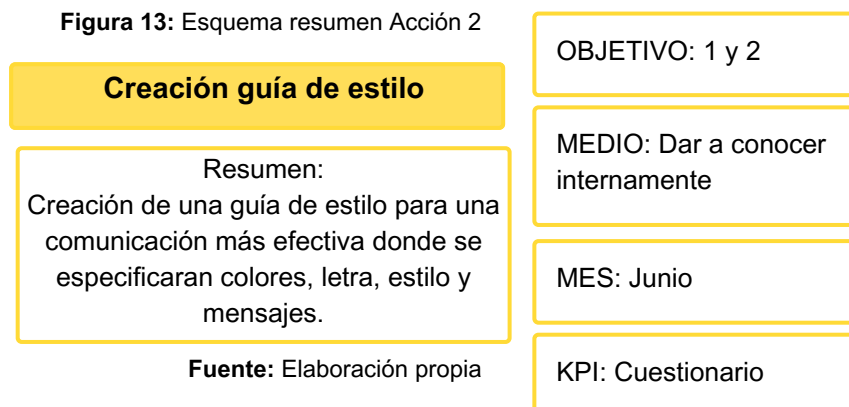 Figura 13: Esquema resumen Acción 2
Creación guía de estilo
Resumen:
Creación de una guía de estilo para una
comunicación más efectiva donde se
especificaran colores, letra, estilo y
mensajes.
Fuente: Elaboración propia
OBJETIVO: 1 y 2
MEDIO: Dar a conocer
internamente
MES: Junio
KPI: Cuestionario